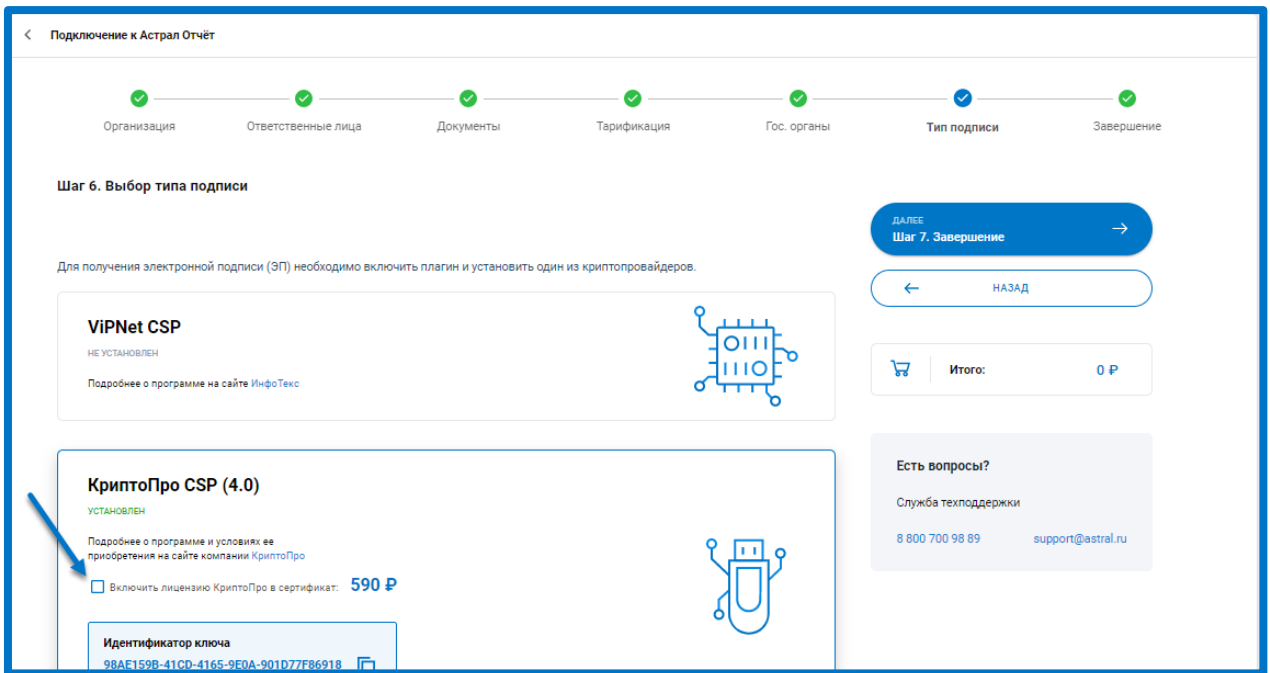 Подключение к Астрал Отчёт
Организация
Ответственные лица
Документы
Тарификация
Гос. органы
Тип подписи
Завершение
Шаг 6. Выбор типа подписи
ДАЛЕЕ
Шаг 7. Завершение
НАЗАД
Для получения электронной подписи (ЭП) необходимо включить плагин и установить один из криптопровайдеров.
ViPNet CSP
НЕ УСТАНОВЛЕН
Подробнее о программе на сайте ИнфоТекс
Итого: 0 ₽
КриптоПро CSP (4.0)
УСТАНОВЛЕН
Подробнее о программе и условиях ее
приобретения на сайте компании КриптоПро
Включить лицензию КриптоПро в сертификат: 590 ₽
Идентификатор ключа
98AE159B-41CD-4165-9E0A-901D77F86918
Есть вопросы?
Служба техподдержки
8 800 700 98 89 support@astral.ru